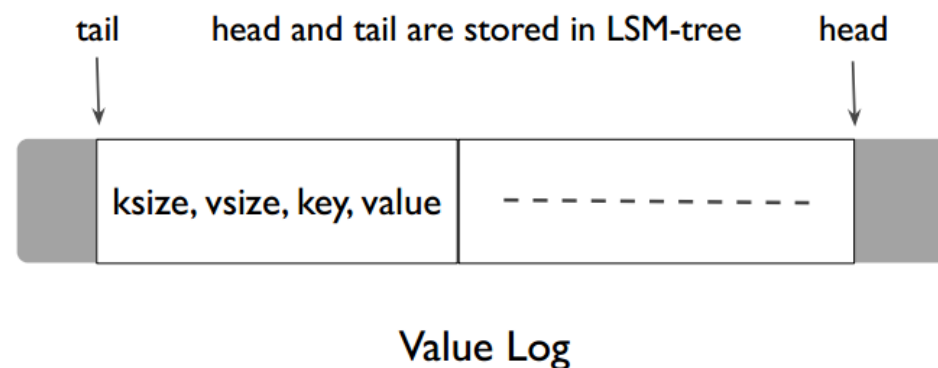 tail head and tail are stored in LSM-tree head
ksize, vsize, key, value
Value Log